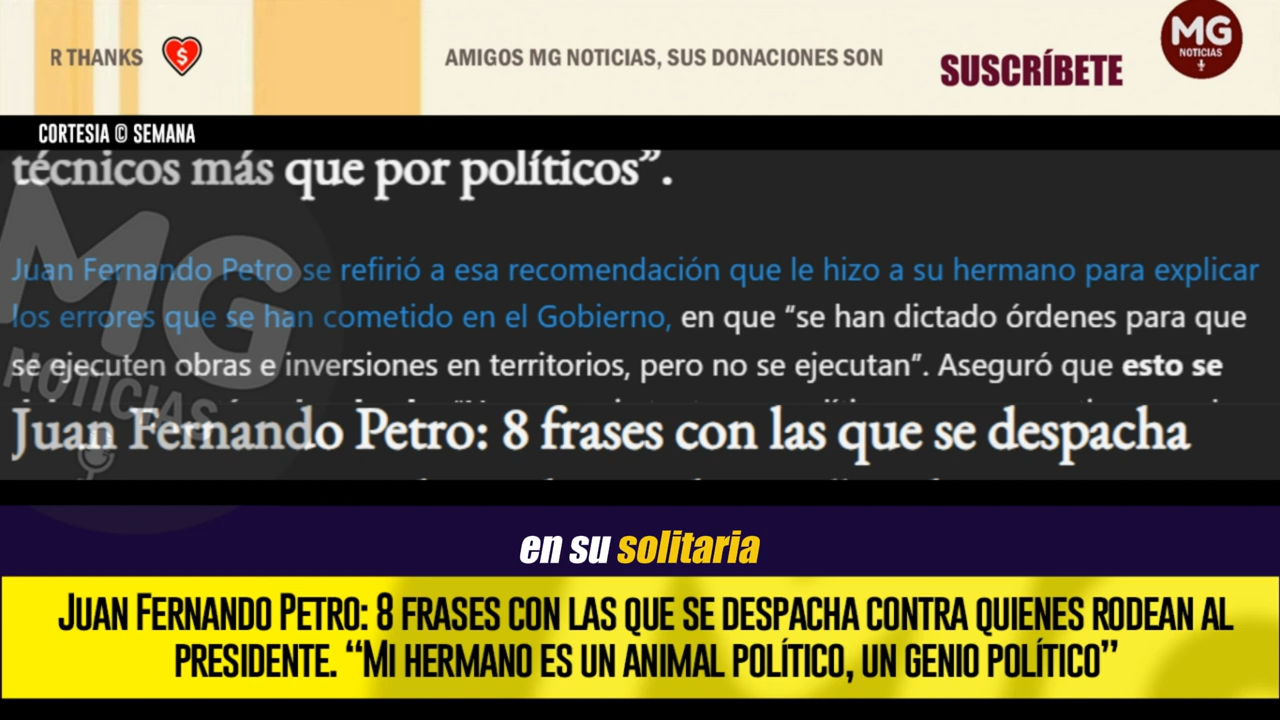 R THANKS
AMIGOS MG NOTICIAS, SUS DONACIONES SON
SUSCRÍBETE
MG
NOTICIAS
CORTESIA © SEMANA
técnicos más que por políticos”.
Juan Fernando Petro se refirió a esa recomendación que le hizo a su hermano para explicar
los errores que se han cometido en el Gobierno, en que “se han dictado órdenes para que
se ejecuten obras e inversiones en territorios, pero no se ejecutan”. Aseguró que esto se
MG
NOTICIAS
Juan Fernando Petro: 8 frases con las que se despacha
en su solitaria
JUAN FERNANDO PETRO: 8 FRASES CON LAS QUE SE DESPACHA CONTRA QUIENES RODEAN AL
PRESIDENTE. “MI HERMANO ES UN ANIMAL POLÍTICO, UN GENIO POLÍTICO”